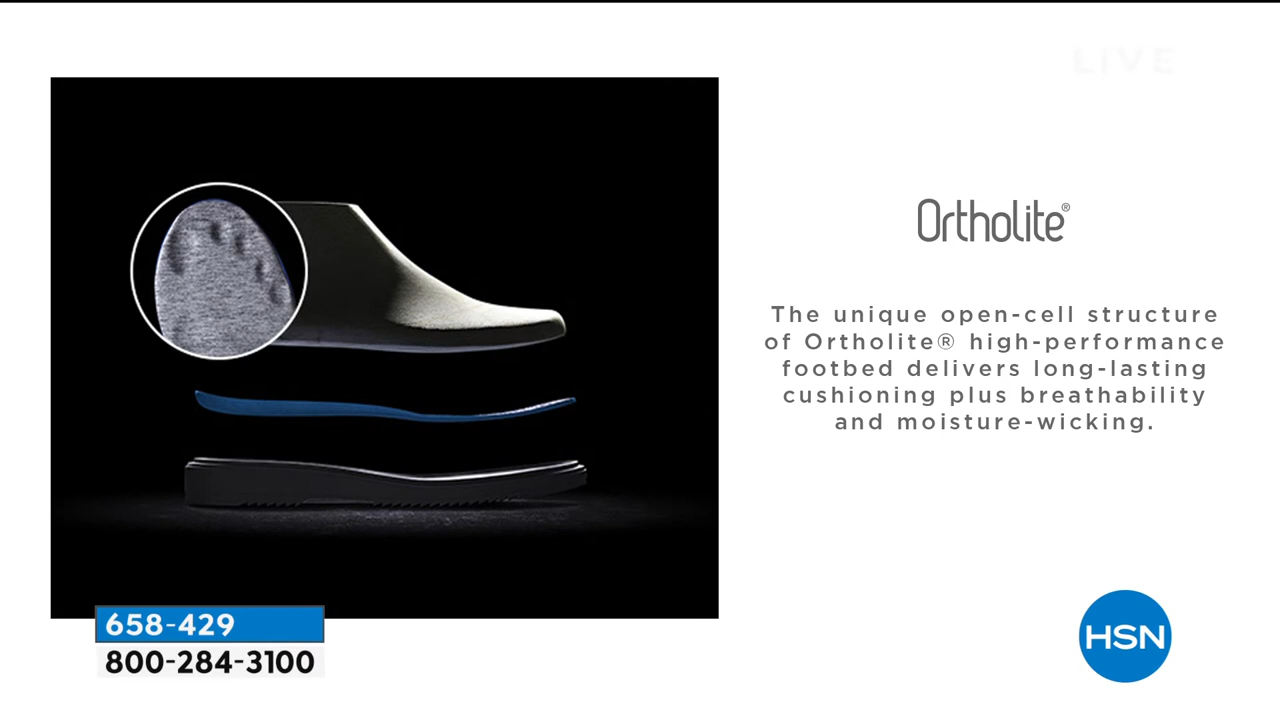 LIVE
Ortholite®
The unique open-cell structure
of Ortholite® high-performance
footbed delivers long-lasting
cushioning plus breathability
and moisture-wicking.
658-429
800-284-3100
HSN